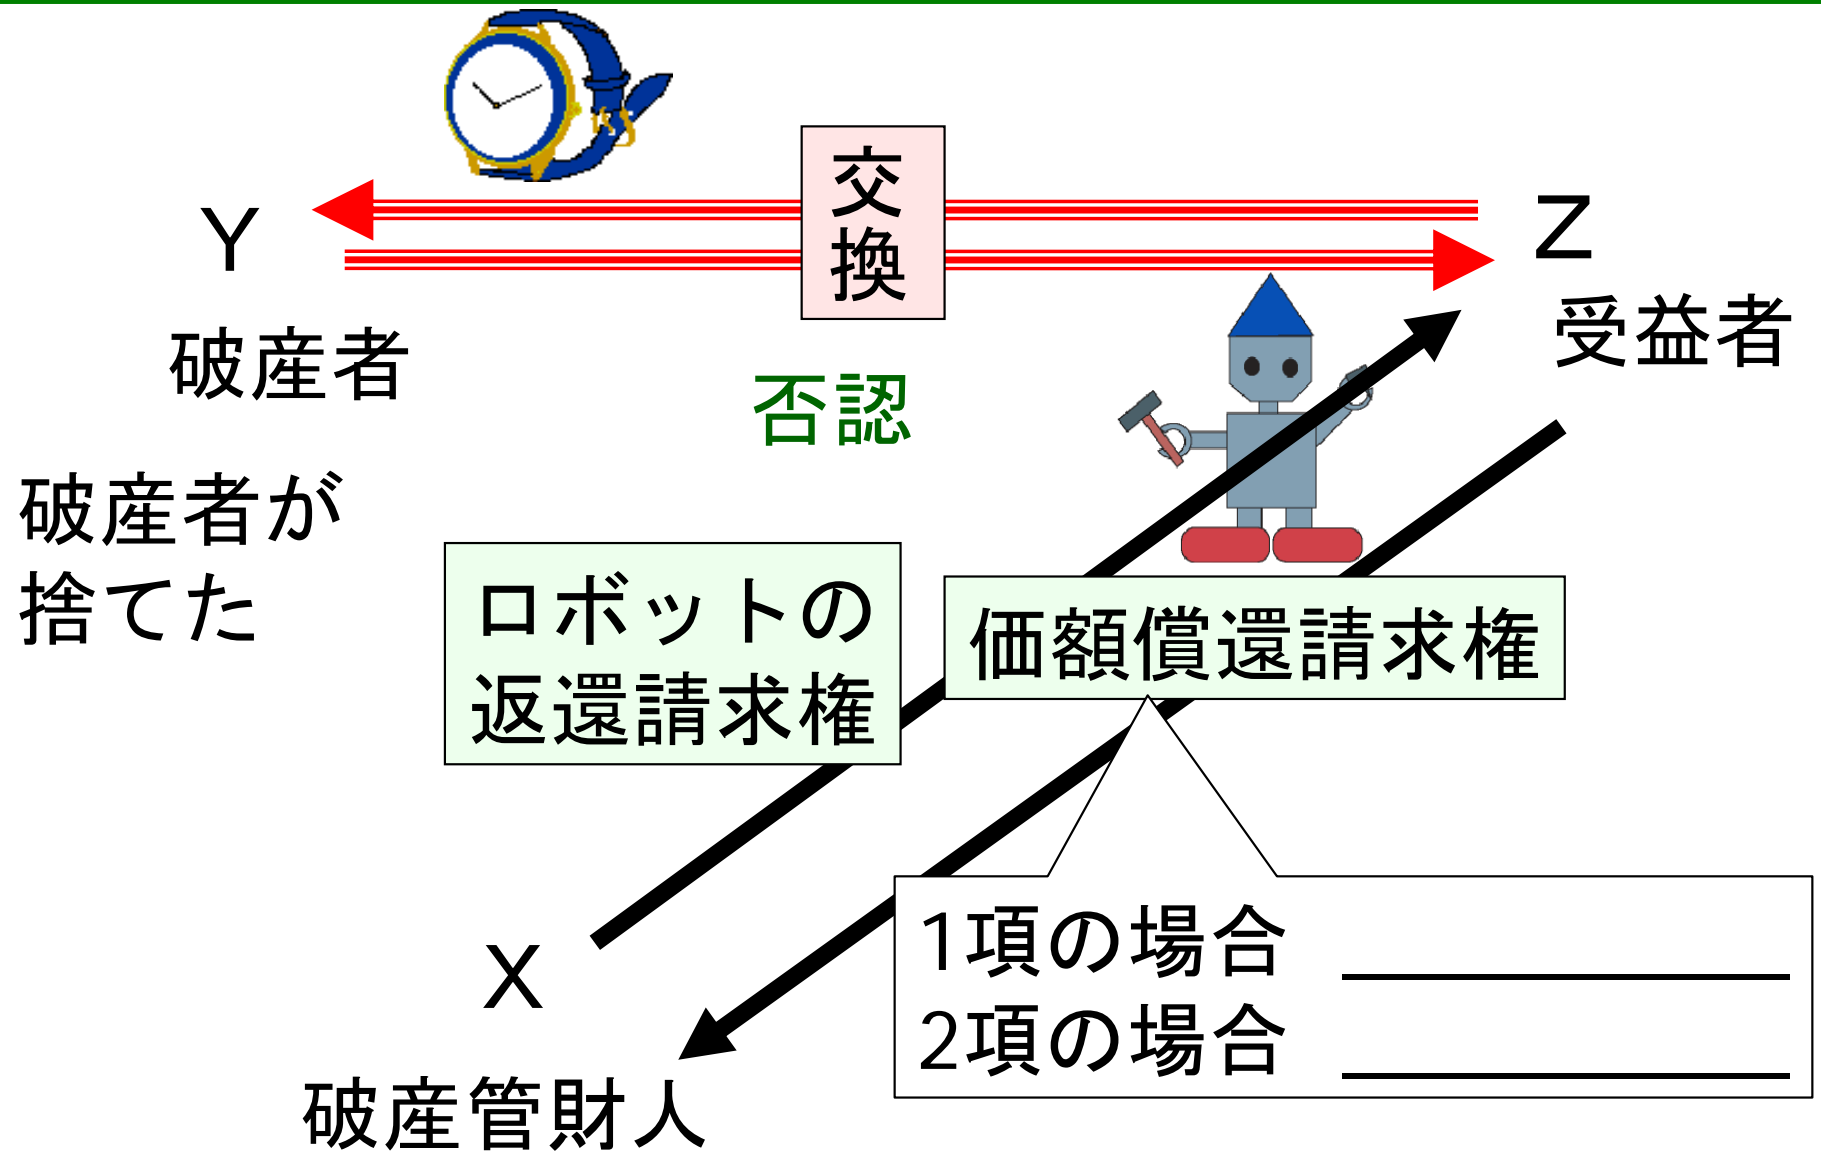 交換
Y
Z
破産者
受益者
否認
破産者が
捨てた
ロボットの
返還請求権
価額償還請求権
1項の場合
2項の場合
X
破産管財人